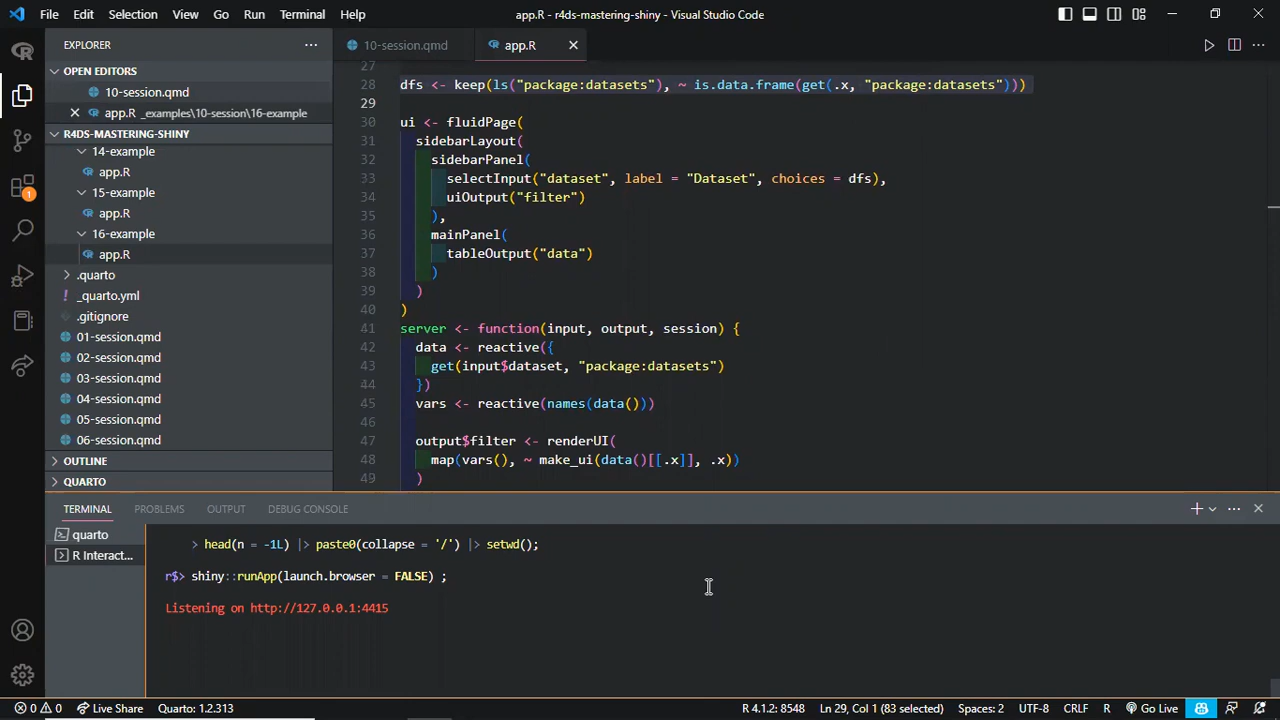 File Edit Selection View Go Run Terminal Help
app.R - r4ds-mastering-shiny - Visual Studio Code
EXPLORER
10-session.qmd
app.R
OPEN EDITORS
10-session.qmd
app.R _examples\10-session\16-example
R4DS-MASTERING-SHINY
14-example
app.R
15-example
app.R
16-example
app.R
.quarto
_quarto.yml
.gitignore
01-session.qmd
02-session.qmd
03-session.qmd
04-session.qmd
05-session.qmd
06-session.qmd
OUTLINE
QUARTO
1
27
28 dfs <- keep(ls("package:datasets"), ~ is.data.frame(get(.x, "package:datasets")))
29
30 ui <- fluidPage(
31 sidebarLayout(
32 sidebarPanel(
33 selectInput("dataset", label = "Dataset", choices = dfs),
34 uiOutput("filter")
35 ),
36 mainPanel(
37 tableOutput("data")
38 )
39 )
40 )
41 server <- function(input, output, session) {
42 data <- reactive({
43 get(input$dataset, "package:datasets")
44 })
45 vars <- reactive(names(data()))
46
47 output$filter <- renderUI(
48 map(vars(), ~ make_ui(data()[[.x]], .x))
49 )
TERMINAL PROBLEMS OUTPUT DEBUG CONSOLE
quarto
R Interact...
> head(n = -1L) |> paste0(collapse = '/') |> setwd();
r$> shiny::runApp(launch.browser = FALSE) ;
Listening on http://127.0.0.1:4415
0 0 Live Share Quarto: 1.2.313
R 4.1.2: 8548 Ln 29, Col 1 (83 selected) Spaces: 2 UTF-8 CRLF R Go Live